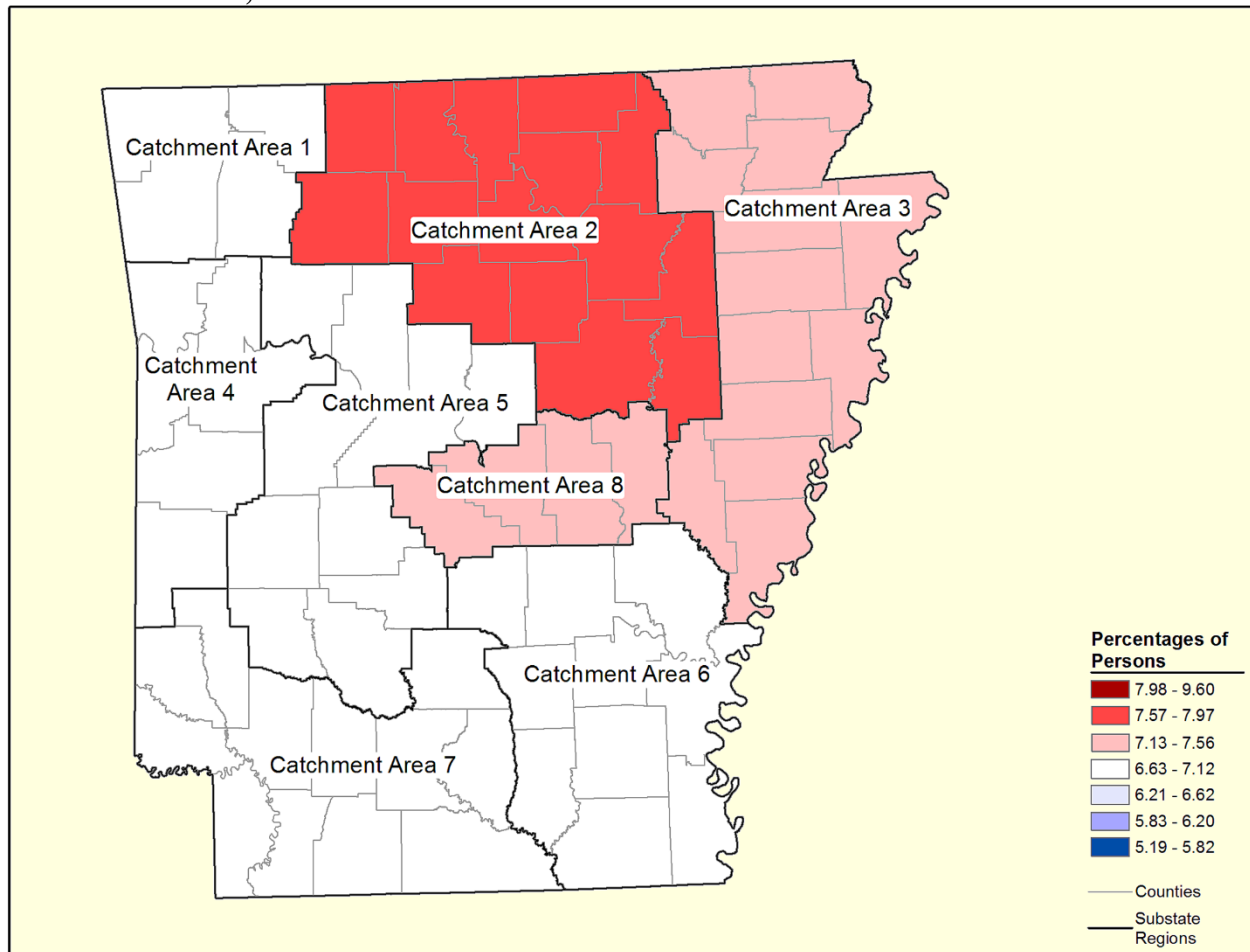 Catchment Area 1
Catchment Area 2
Catchment Area 3
Catchment
Area 4
Catchment Area 5
Catchment Area 8
Catchment Area 6
Catchment Area 7
Percentages of
Persons
7.98 - 9.60
7.57 - 7.97
7.13 - 7.56
6.63 - 7.12
6.21 - 6.62
5.83 - 6.20
5.19 - 5.82
Counties
Substate
Regions